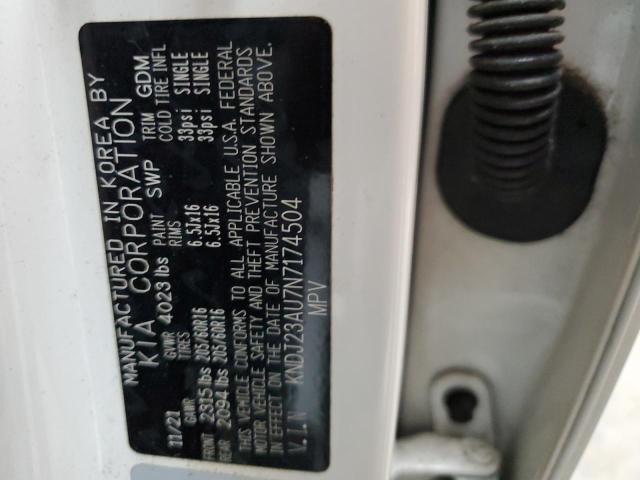 MANUFACTURED IN KOREA BY
KIA CORPORATION
11/21 GVWR 4023 lbs PAINT SWP TRIM GDM
GAWR TIRES RIMS COLD TIRE INFL
FRONT 2315 lbs 205/60R16 6.5Jx16 33psi SINGLE
REAR 2094 lbs 205/60R16 6.5Jx16 33psi SINGLE
THIS VEHICLE CONFORMS TO ALL APPLICABLE U.S.A. FEDERAL
MOTOR VEHICLE SAFETY AND THEFT PREVENTION STANDARDS
IN EFFECT ON THE DATE OF MANUFACTURE SHOWN ABOVE.
V.I.N KNDJ23AU7N7174504
MPV